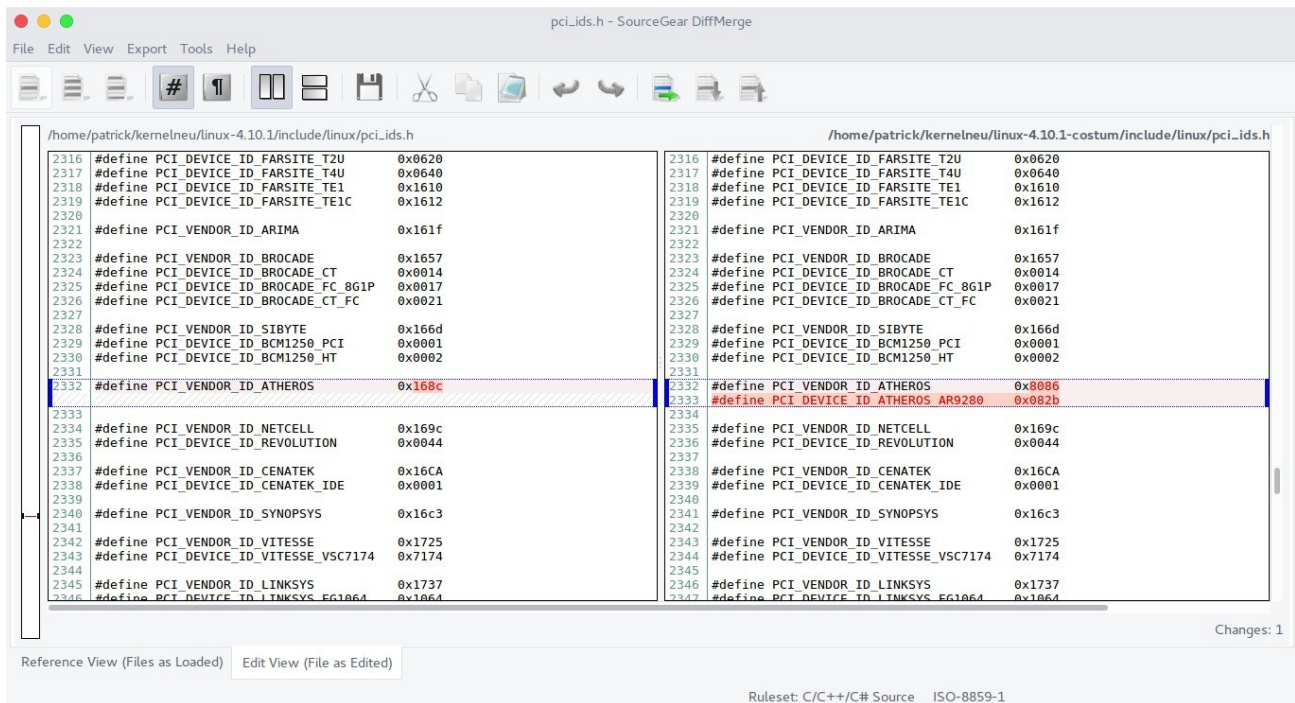 pci_ids.h - SourceGear DiffMerge
File Edit View Export Tools Help
# ¶
/home/patrick/kernelneu/linux-4.10.1/include/linux/pci_ids.h
2316 #define PCI_DEVICE_ID_FARSITE_T2U 0x0620
2317 #define PCI_DEVICE_ID_FARSITE_T4U 0x0640
2318 #define PCI_DEVICE_ID_FARSITE_TE1 0x1610
2319 #define PCI_DEVICE_ID_FARSITE_TE1C 0x1612
2320
2321 #define PCI_VENDOR_ID_ARIMA 0x161f
2322
2323 #define PCI_VENDOR_ID_BROCADE 0x1657
2324 #define PCI_DEVICE_ID_BROCADE_CT 0x0014
2325 #define PCI_DEVICE_ID_BROCADE_FC_8G1P 0x0017
2326 #define PCI_DEVICE_ID_BROCADE_CT_FC 0x0021
2327
2328 #define PCI_VENDOR_ID_SIBYTE 0x166d
2329 #define PCI_DEVICE_ID_BCM1250_PCI 0x0001
2330 #define PCI_DEVICE_ID_BCM1250_HT 0x0002
2331
2332 #define PCI_VENDOR_ID_ATHEROS 0x168c
2333
2334 #define PCI_VENDOR_ID_NETCELL 0x169c
2335 #define PCI_DEVICE_ID_REVOLUTION 0x0044
2336
2337 #define PCI_VENDOR_ID_CENATEK 0x16CA
2338 #define PCI_DEVICE_ID_CENATEK_IDE 0x0001
2339
2340 #define PCI_VENDOR_ID_SYNOPSYS 0x16c3
2341
2342 #define PCI_VENDOR_ID_VITESSE 0x1725
2343 #define PCI_DEVICE_ID_VITESSE_VSC7174 0x7174
2344
2345 #define PCI_VENDOR_ID_LINKSYS 0x1737
2346 #define PCI_DEVICE_ID_LINKSYS_EG1064 0x1064
/home/patrick/kernelneu/linux-4.10.1-costum/include/linux/pci_ids.h
2316 #define PCI_DEVICE_ID_FARSITE_T2U 0x0620
2317 #define PCI_DEVICE_ID_FARSITE_T4U 0x0640
2318 #define PCI_DEVICE_ID_FARSITE_TE1 0x1610
2319 #define PCI_DEVICE_ID_FARSITE_TE1C 0x1612
2320
2321 #define PCI_VENDOR_ID_ARIMA 0x161f
2322
2323 #define PCI_VENDOR_ID_BROCADE 0x1657
2324 #define PCI_DEVICE_ID_BROCADE_CT 0x0014
2325 #define PCI_DEVICE_ID_BROCADE_FC_8G1P 0x0017
2326 #define PCI_DEVICE_ID_BROCADE_CT_FC 0x0021
2327
2328 #define PCI_VENDOR_ID_SIBYTE 0x166d
2329 #define PCI_DEVICE_ID_BCM1250_PCI 0x0001
2330 #define PCI_DEVICE_ID_BCM1250_HT 0x0002
2331
2332 #define PCI_VENDOR_ID_ATHEROS 0x8086
2333 #define PCI_DEVICE_ID_ATHEROS_AR9280 0x082b
2334
2335 #define PCI_VENDOR_ID_NETCELL 0x169c
2336 #define PCI_DEVICE_ID_REVOLUTION 0x0044
2337
2338 #define PCI_VENDOR_ID_CENATEK 0x16CA
2339 #define PCI_DEVICE_ID_CENATEK_IDE 0x0001
2340
2341 #define PCI_VENDOR_ID_SYNOPSYS 0x16c3
2342
2343 #define PCI_VENDOR_ID_VITESSE 0x1725
2344 #define PCI_DEVICE_ID_VITESSE_VSC7174 0x7174
2345
2346 #define PCI_VENDOR_ID_LINKSYS 0x1737
2347 #define PCI_DEVICE_ID_LINKSYS_EG1064 0x1064
Changes: 1
Reference View (Files as Loaded) Edit View (File as Edited)
Ruleset: C/C++/C# Source ISO-8859-1